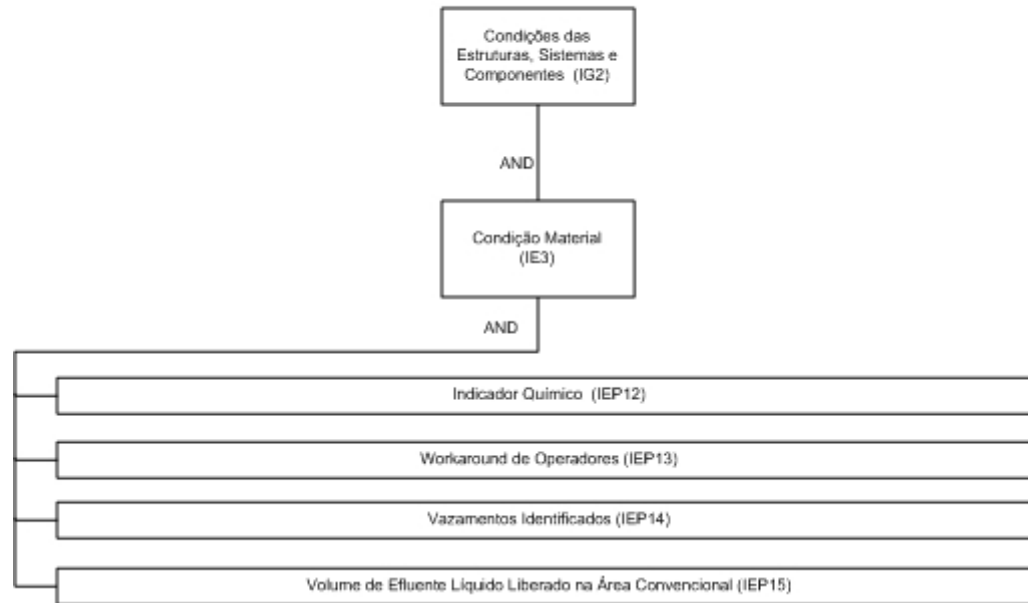 Condições das
Estruturas, Sistemas e
Componentes (IG2)
AND
Condição Material
(IE3)
AND
Indicador Químico (IEP12)
Workaround de Operadores (IEP13)
Vazamentos Identificados (IEP14)
Volume de Efluente Líquido Liberado na Área Convencional (IEP15)